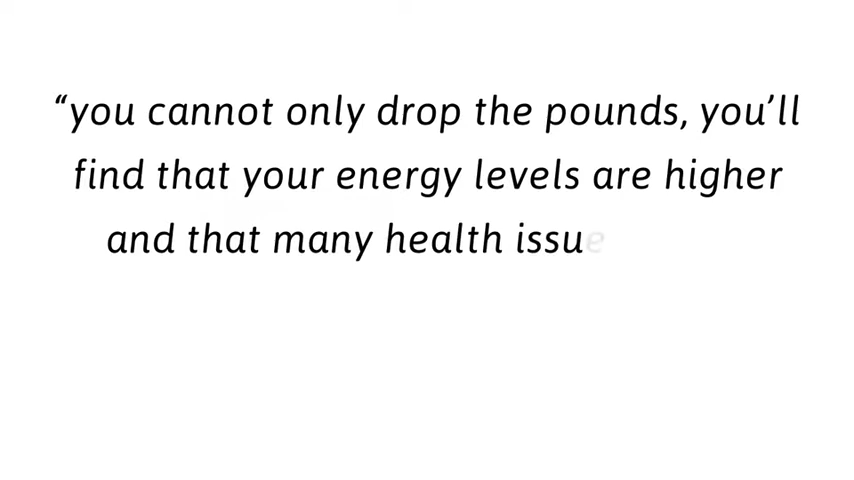 “you cannot only drop the pounds, you’ll
find that your energy levels are higher
and that many health issue